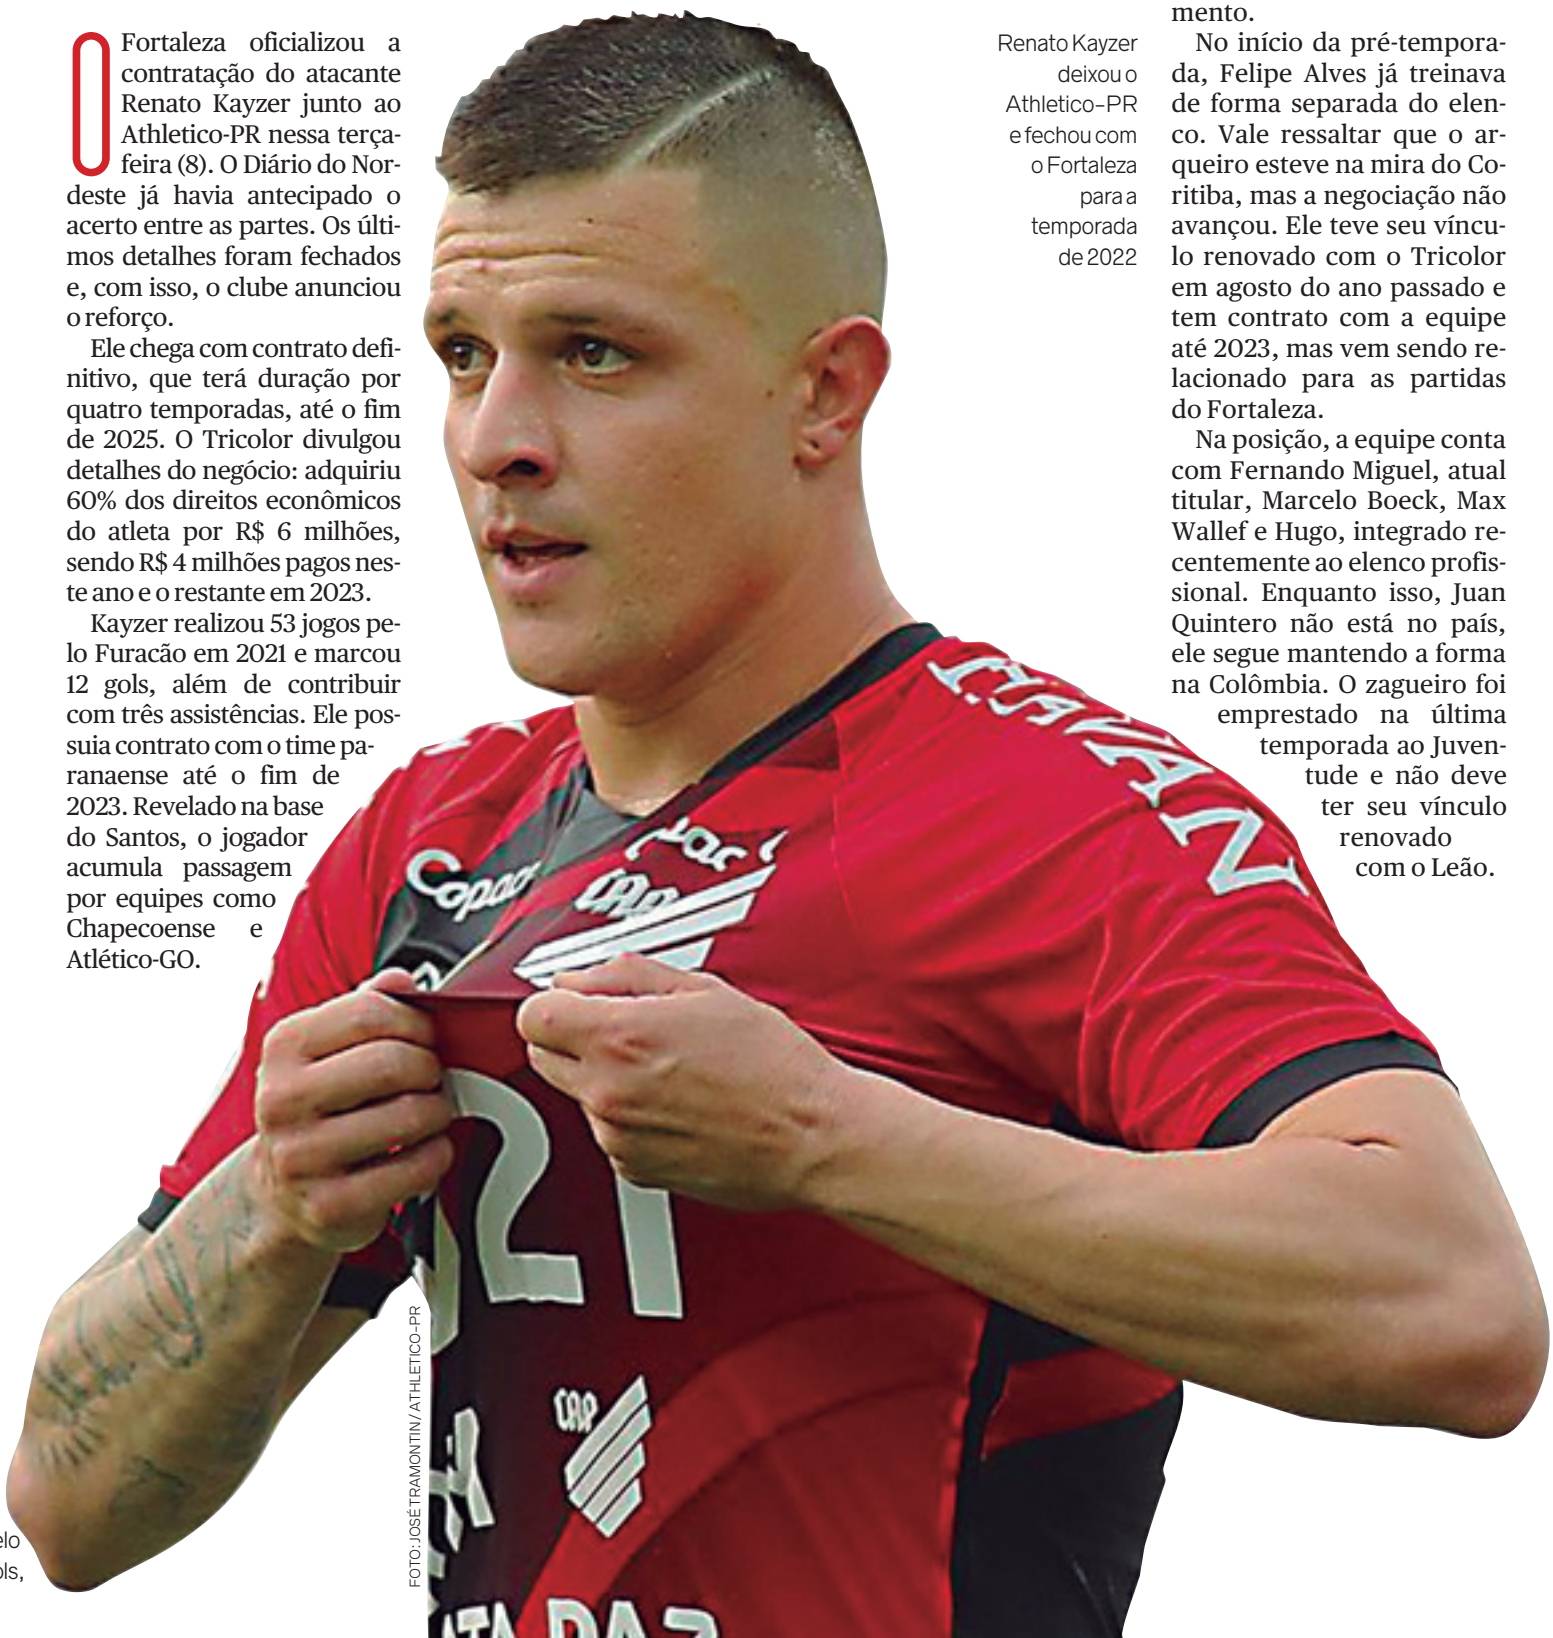 O Fortaleza oficializou a
contratação do atacante
Renato Kayzer junto ao
Athletico-PR nessa terça-
feira (8). O Diário do Nor-
deste já havia antecipado o
acerto entre as partes. Os últi-
mos detalhes foram fechados
e, com isso, o clube anunciou
o reforço.
Ele chega com contrato defi-
nitivo, que terá duração por
quatro temporadas, até o fim
de 2025. O Tricolor divulgou
detalhes do negócio: adquiriu
60% dos direitos econômicos
do atleta por R$ 6 milhões,
sendo R$ 4 milhões pagos nes-
te ano e o restante em 2023.
Kayzer realizou 53 jogos pe-
lo Furacão em 2021 e marcou
12 gols, além de contribuir
com três assistências. Ele pos-
suia contrato com o time pa-
ranaense até o fim de
2023. Revelado na base
do Santos, o jogador
acumula passagem
por equipes como
Chapecoense e
Atlético-GO.
Renato Kayzer
deixou o
Athletico-PR
e fechou com
o Fortaleza
para a
temporada
de 2022
mento.
No início da pré-tempora-
da, Felipe Alves já treinava
de forma separada do elen-
co. Vale ressaltar que o ar-
queiro esteve na mira do Co-
ritiba, mas a negociação não
avançou. Ele teve seu víncu-
lo renovado com o Tricolor
em agosto do ano passado e
tem contrato com a equipe
até 2023, mas vem sendo re-
lacionado para as partidas
do Fortaleza.
Na posição, a equipe conta
com Fernando Miguel, atual
titular, Marcelo Boeck, Max
Wallef e Hugo, integrado re-
centemente ao elenco profis-
sional. Enquanto isso, Juan
Quintero não está no país,
ele segue mantendo a forma
na Colômbia. O zagueiro foi
emprestado na última
temporada ao Juven-
tude e não deve
ter seu vínculo
renovado
com o Leão.
HAVAN
Copac
CAP
21
CAP
FOTO: JOSÉ TRAMONTIN / ATHLETICO-PR
elo
ols,